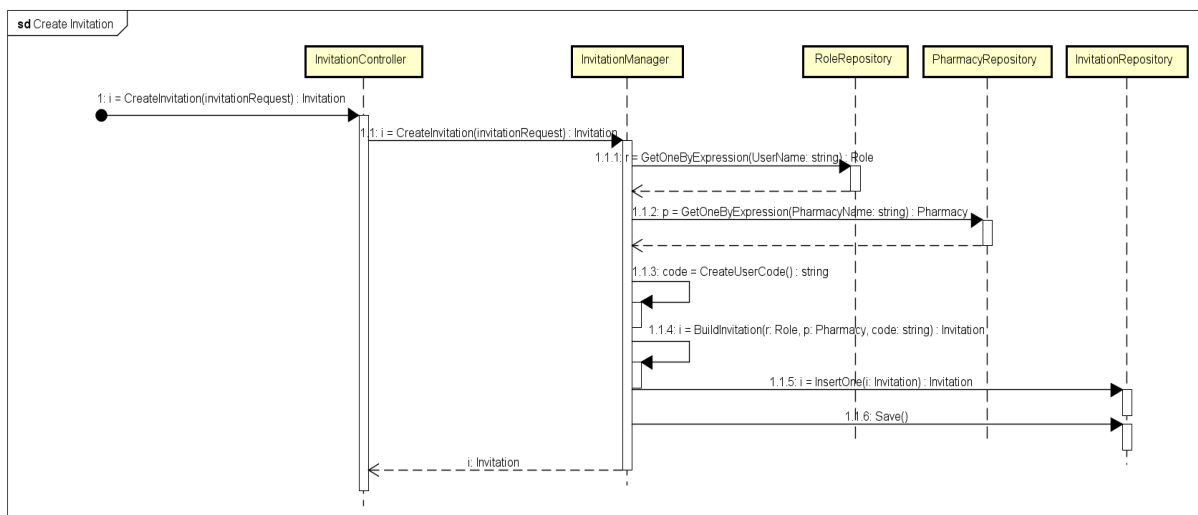 sd Create Invitation
InvitationController
InvitationManager
RoleRepository
PharmacyRepository
InvitationRepository
1: i = CreateInvitation(invitationRequest) : Invitation
1.1: i = CreateInvitation(invitationRequest) : Invitation
1.1.1: r = GetOneByExpression(UserName: string) : Role
1.1.2: p = GetOneByExpression(PharmacyName: string) : Pharmacy
1.1.3: code = CreateUserCode() : string
1.1.4: i = BuildInvitation(r: Role, p: Pharmacy, code: string) : Invitation
1.1.5: i = InsertOne(i: Invitation) : Invitation
1.1.6: Save()
i: Invitation